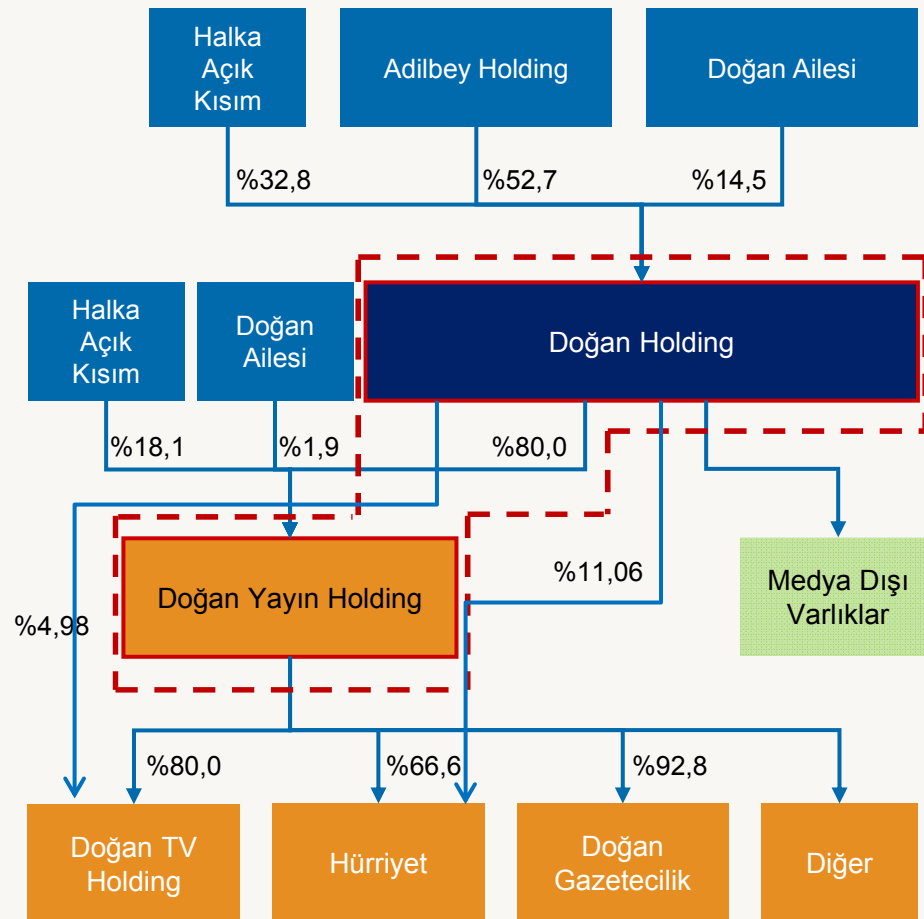 Halka
Açık
Kısım
Adilbey Holding
Doğan Ailesi
%32,8
%52,7
%14,5
Halka
Açık
Kısım
Doğan
Ailesi
Doğan Holding
%18,1
%1,9
%80,0
Doğan Yayın Holding
%11,06
Medya Dışı
Varlıklar
%4,98
%80,0
%66,6
%92,8
Doğan TV
Holding
Hürriyet
Doğan
Gazetecilik
Diğer